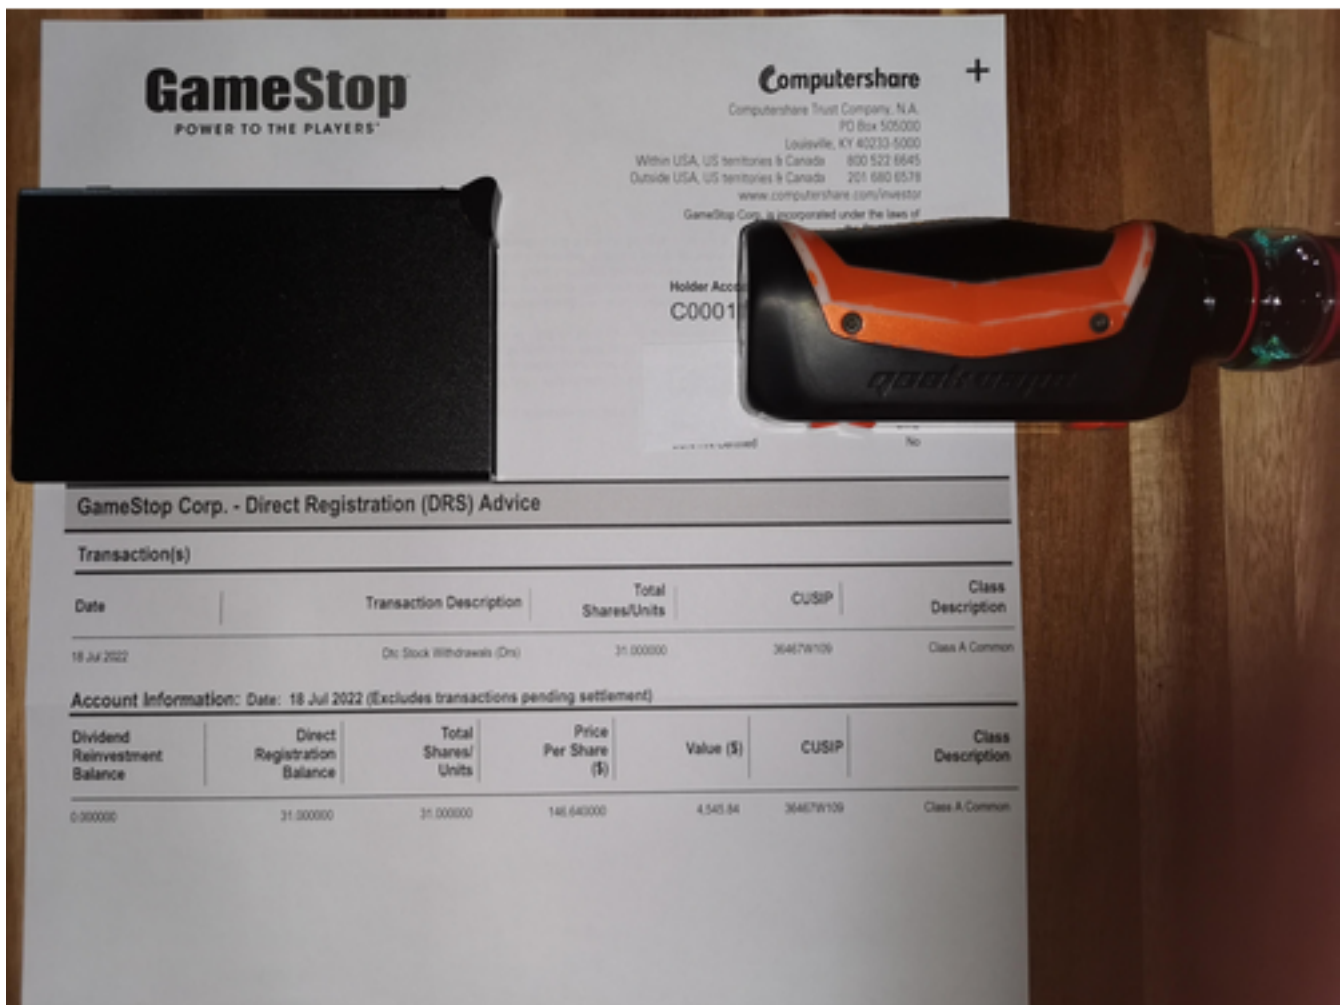 GameStop
POWER TO THE PLAYERS
Computershare
+
Computershare Trust Company, N.A.
PO Box 505000
Louisville, KY 40233-5000
Within USA, US territories & Canada 800 522 6645
Outside USA, US territories & Canada 201 680 6578
www.computershare.com/investor
GameStop Corp. is incorporated under the laws of
Holder
C0001
geekvape
No
GameStop Corp. - Direct Registration (DRS) Advice
Transaction(s)
Date Transaction Description Total Shares/Units CUSIP Class Description
18 Jul 2022 Dtc Stock Withdrawals (Drs) 31.000000 36467W109 Class A Common
Account Information: Date: 18 Jul 2022 (Excludes transactions pending settlement)
Dividend Reinvestment Balance Direct Registration Balance Total Shares/ Units Price Per Share ($) Value ($) CUSIP Class Description
0.000000 31.000000 31.000000 146.640000 4,545.84 36467W109 Class A Common